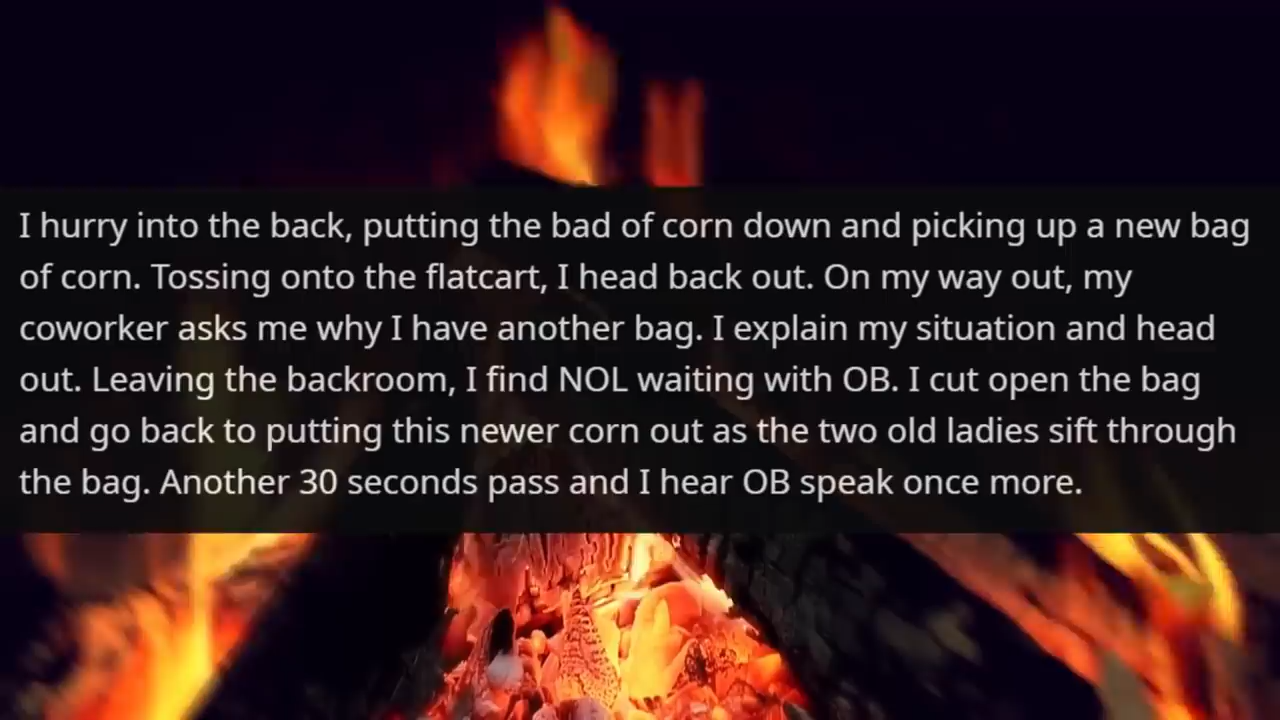 I hurry into the back, putting the bad of corn down and picking up a new bag
of corn. Tossing onto the flatcart, I head back out. On my way out, my
coworker asks me why I have another bag. I explain my situation and head
out. Leaving the backroom, I find NOL waiting with OB. I cut open the bag
and go back to putting this newer corn out as the two old ladies sift through
the bag. Another 30 seconds pass and I hear OB speak once more.